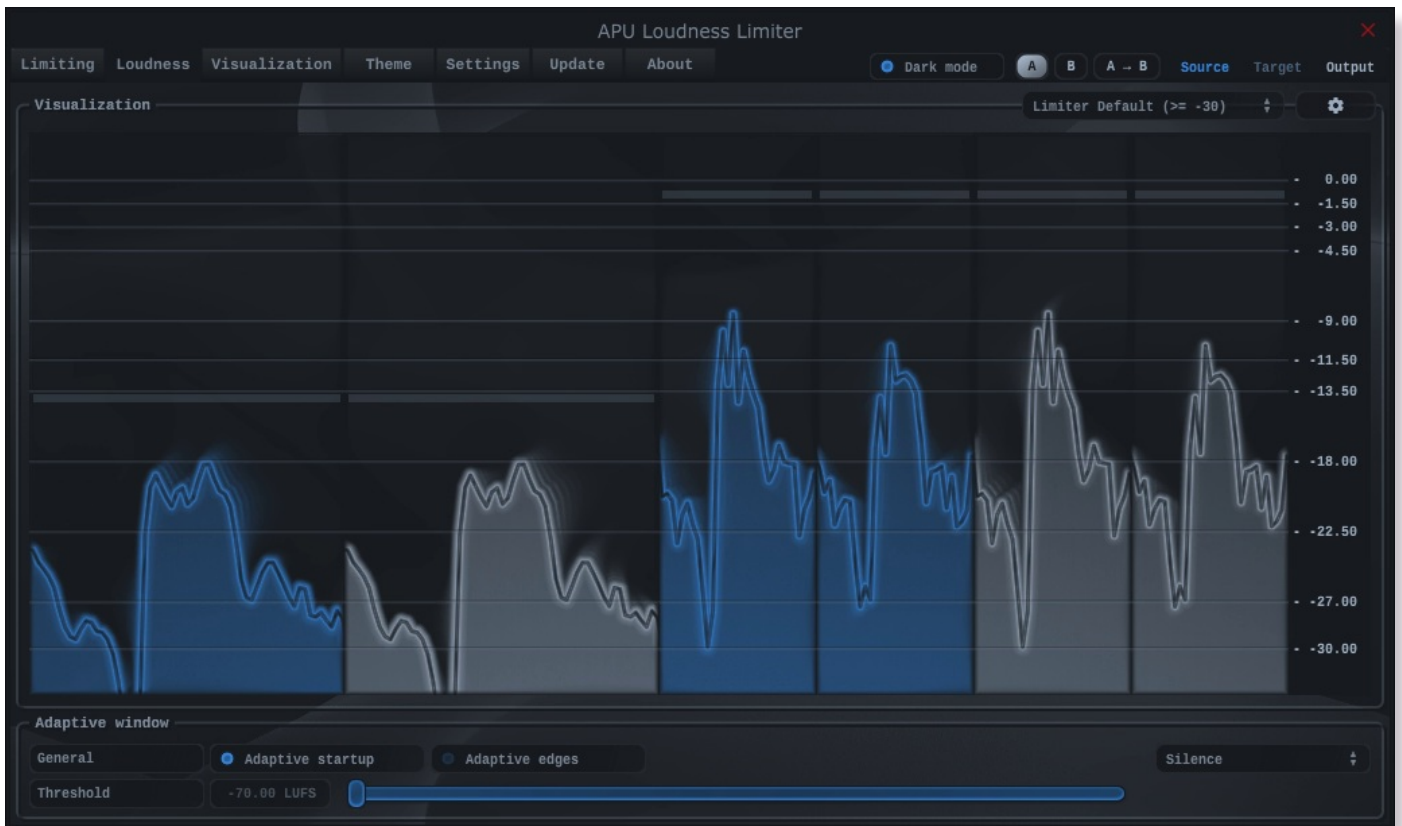 APU Loudness Limiter
Limiting Loudness Visualization Theme Settings Update About Dark mode A B A → B Source Target Output
Visualization Limiter Default (>= -30)
- 0.00
- -1.50
- -3.00
- -4.50
- -9.00
- -11.50
- -13.50
- -18.00
- -22.50
- -27.00
- -30.00
Adaptive window
General Adaptive startup Adaptive edges Silence
Threshold -70.00 LUFS